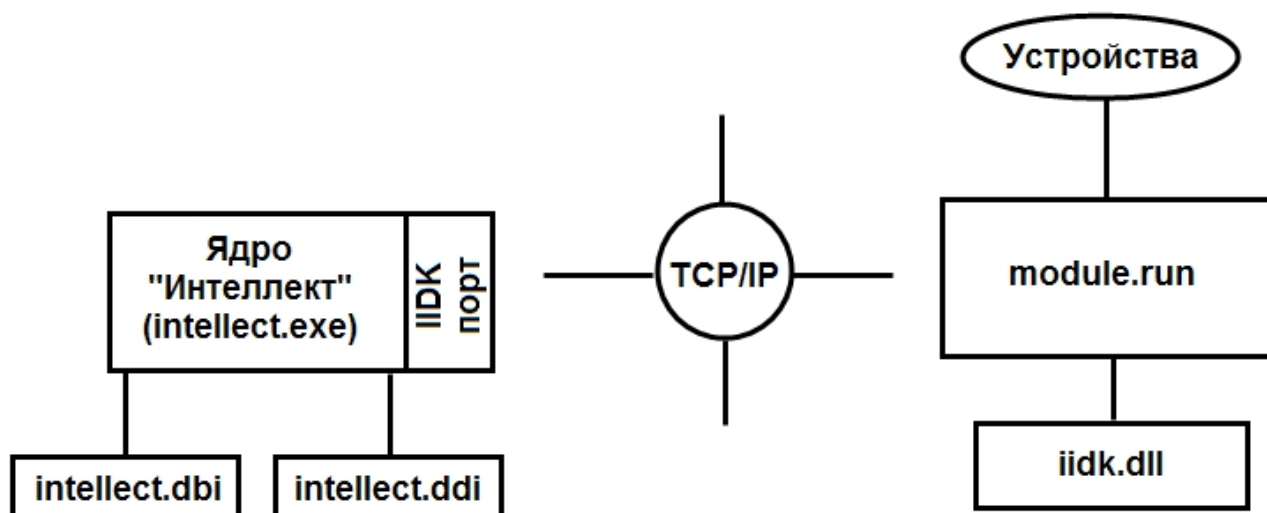 Устройства
Ядро
"Интеллект"
(intellect.exe)
IIDK
порт
TCP/IP
module.run
intellect.dbi
intellect.ddi
iidk.dll